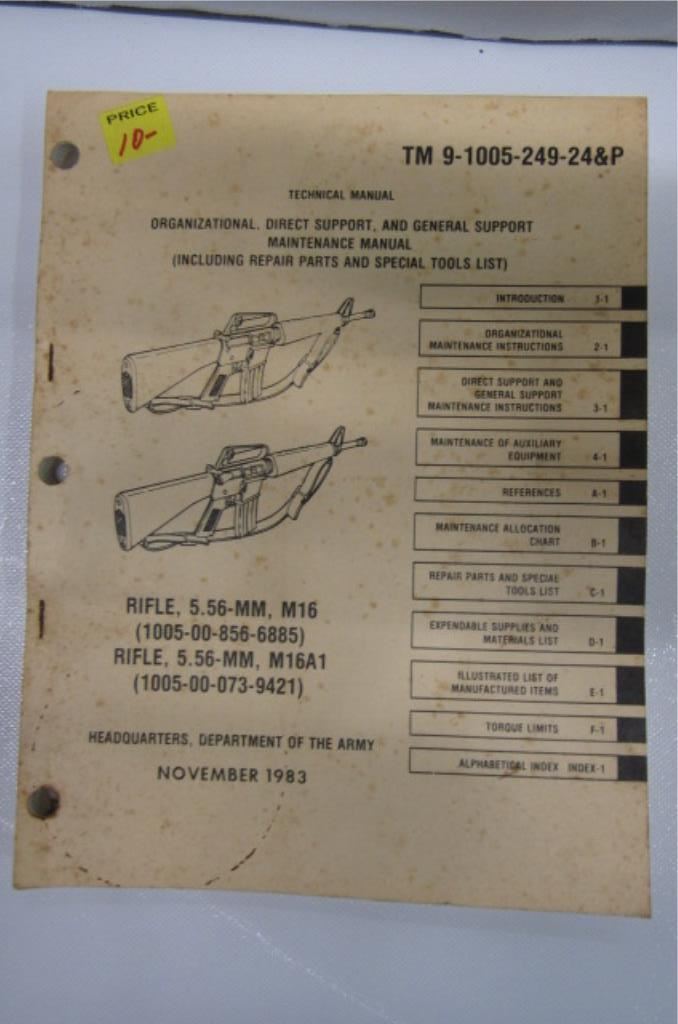 PRICE
10-
TM 9-1005-249-24&P
TECHNICAL MANUAL
ORGANIZATIONAL, DIRECT SUPPORT, AND GENERAL SUPPORT
MAINTENANCE MANUAL
(INCLUDING REPAIR PARTS AND SPECIAL TOOLS LIST)
INTRODUCTION 1-1
ORGANIZATIONAL
MAINTENANCE INSTRUCTIONS 2-1
DIRECT SUPPORT AND
GENERAL SUPPORT
MAINTENANCE INSTRUCTIONS 3-1
MAINTENANCE OF AUXILIARY
EQUIPMENT 4-1
REFERENCES A-1
MAINTENANCE ALLOCATION
CHART B-1
REPAIR PARTS AND SPECIAL
TOOLS LIST C-1
EXPENDABLE SUPPLIES AND
MATERIALS LIST D-1
ILLUSTRATED LIST OF
MANUFACTURED ITEMS E-1
TORQUE LIMITS F-1
ALPHABETICAL INDEX INDEX-1
RIFLE, 5.56-MM, M16
(1005-00-856-6885)
RIFLE, 5.56-MM, M16A1
(1005-00-073-9421)
HEADQUARTERS, DEPARTMENT OF THE ARMY
NOVEMBER 1983